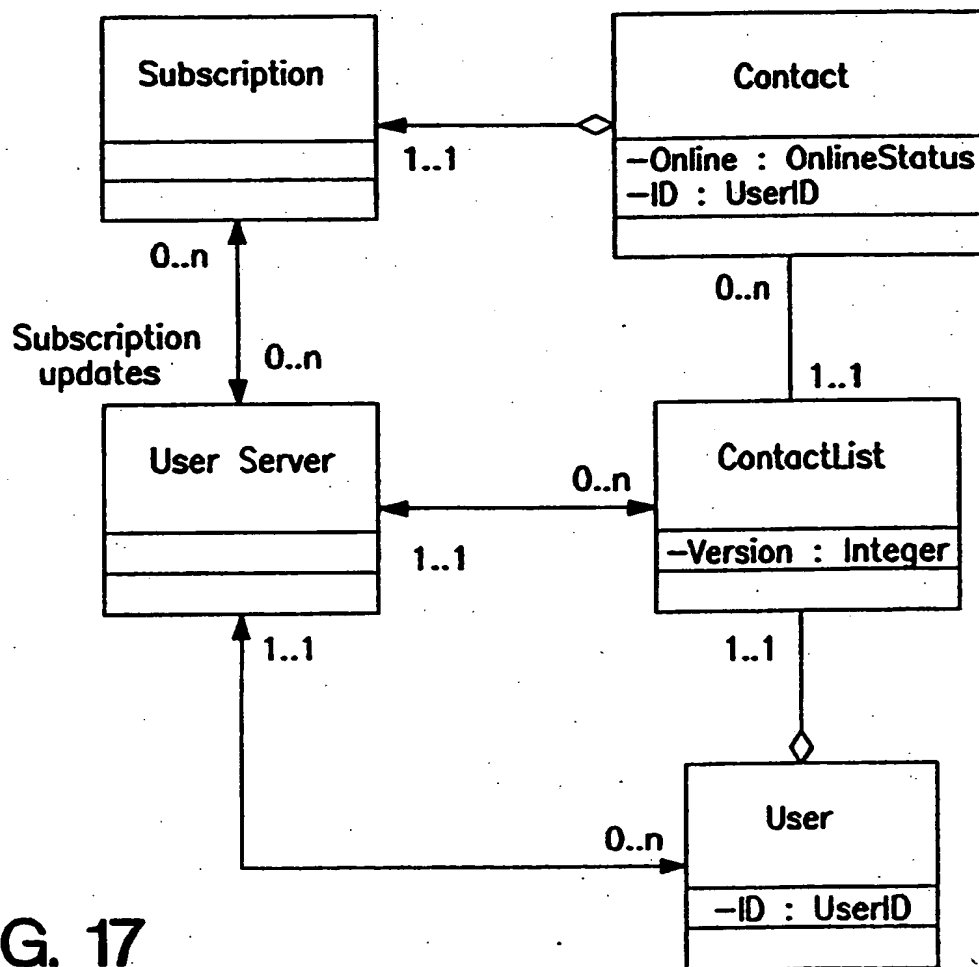 Subscription
Contact
-Online : OnlineStatus
-ID : UserID
1..1
0..n
0..n
Subscription
updates
0..n
1..1
User Server
ContactList
0..n
-Version : Integer
1..1
1..1
1..1
User
0..n
-ID : UserID
G. 17